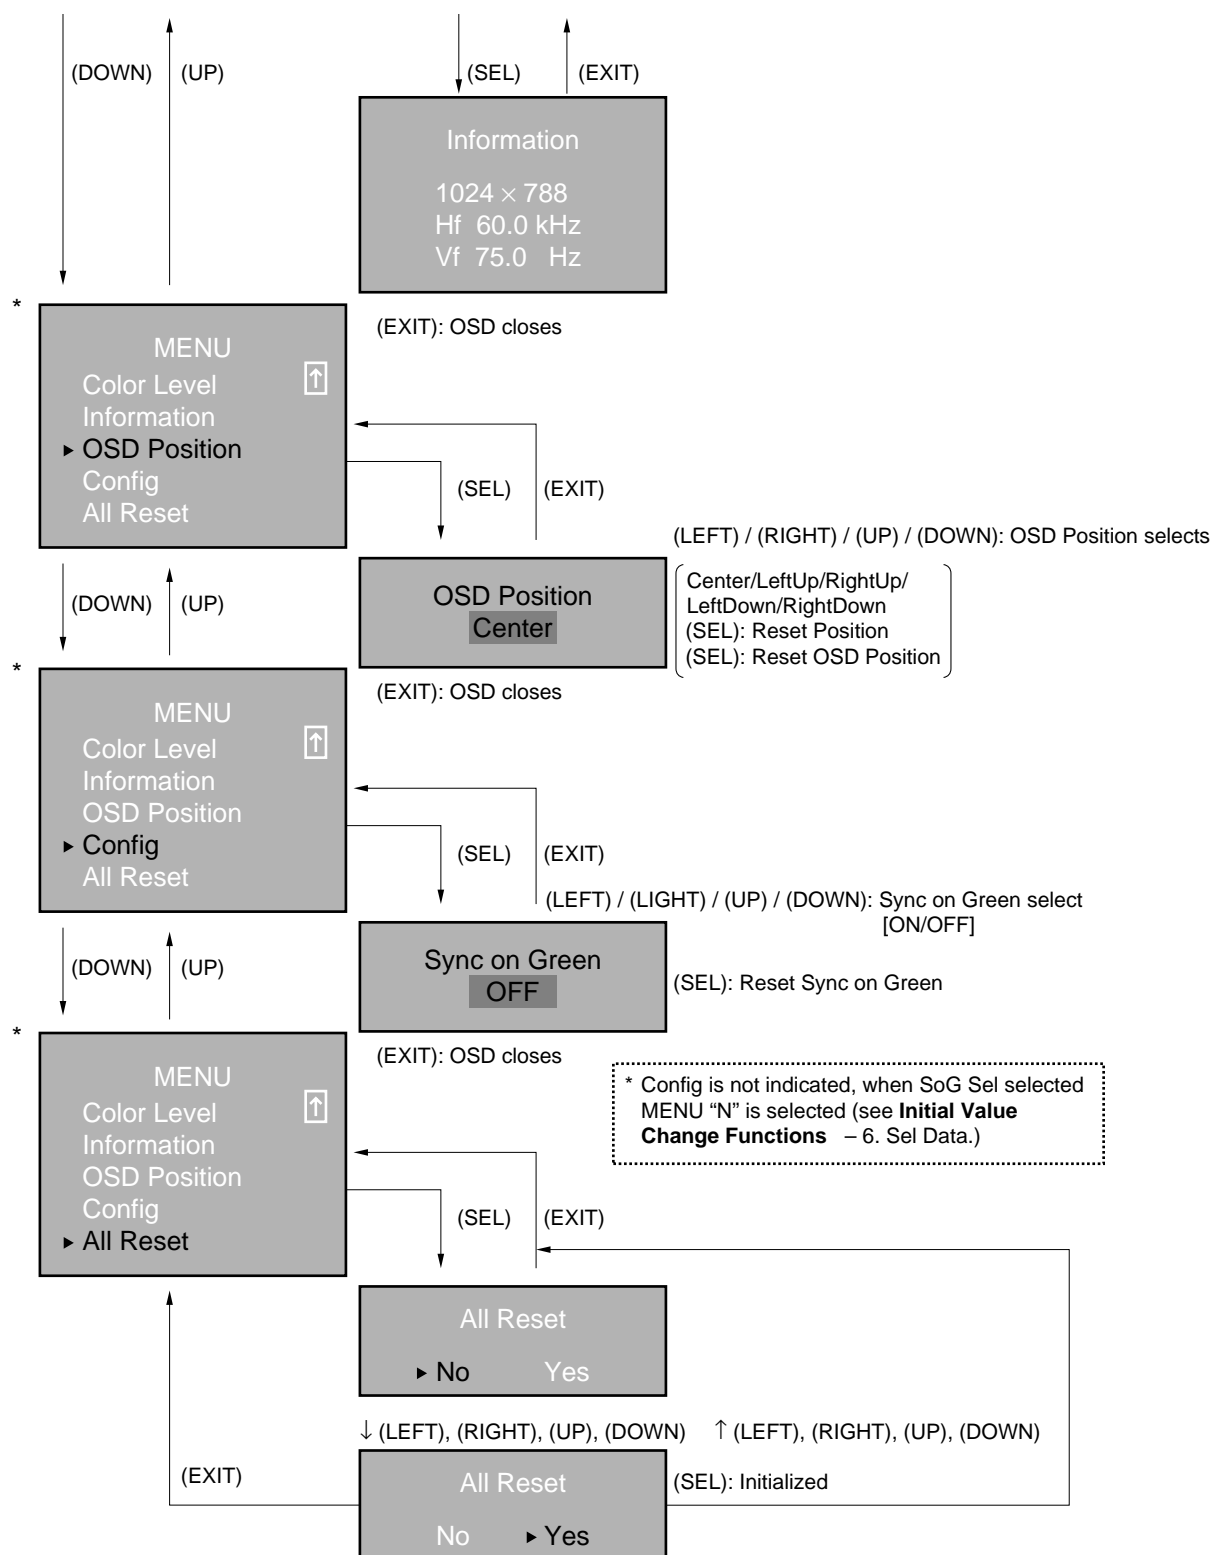 (DOWN) (UP) (SEL) (EXIT)
Information
1024 × 788
Hf 60.0 kHz
Vf 75.0 Hz
(EXIT): OSD closes
*
MENU
Color Level ↑
Information
► OSD Position
Config
All Reset
(SEL) (EXIT)
(LEFT) / (RIGHT) / (UP) / (DOWN): OSD Position selects
OSD Position
Center
Center/LeftUp/RightUp/
LeftDown/RightDown
(SEL): Reset Position
(SEL): Reset OSD Position
(DOWN) (UP)
(EXIT): OSD closes
*
MENU
Color Level ↑
Information
OSD Position
► Config
All Reset
(SEL) (EXIT)
(LEFT) / (LIGHT) / (UP) / (DOWN): Sync on Green select
[ON/OFF]
Sync on Green
OFF
(SEL): Reset Sync on Green
(DOWN) (UP)
(EXIT): OSD closes
*
MENU
Color Level ↑
Information
OSD Position
Config
► All Reset
* Config is not indicated, when SoG Sel selected
MENU “N” is selected (see Initial Value
Change Functions – 6. Sel Data.)
(SEL) (EXIT)
All Reset
► No Yes
↓ (LEFT), (RIGHT), (UP), (DOWN) ↑ (LEFT), (RIGHT), (UP), (DOWN)
(EXIT)
All Reset
No ► Yes
(SEL): Initialized